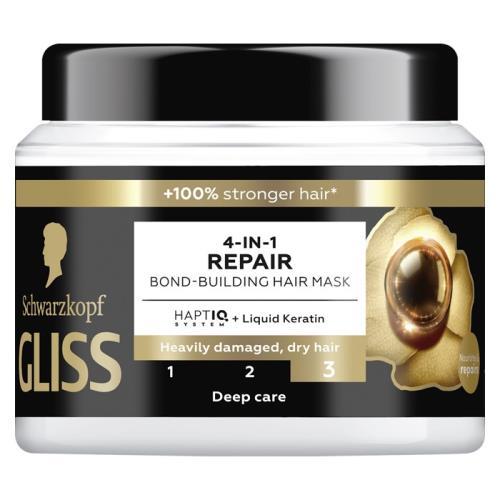 +100% stronger hair*
4-IN-1
REPAIR
BOND-BUILDING HAIR MASK
HAPTIQ
SYSTEM
+ Liquid Keratin
Schwarzkopf
GLISS
Heavily damaged, dry hair
1 2 3
Deep care